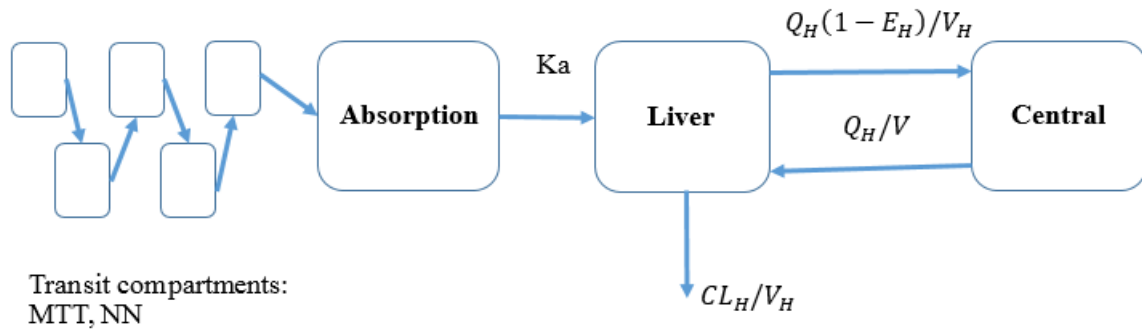 Q_H(1 − E_H)/V_H
Ka
Absorption
Liver
Central
Q_H/V
Transit compartments:
MTT, NN
CL_H/V_H